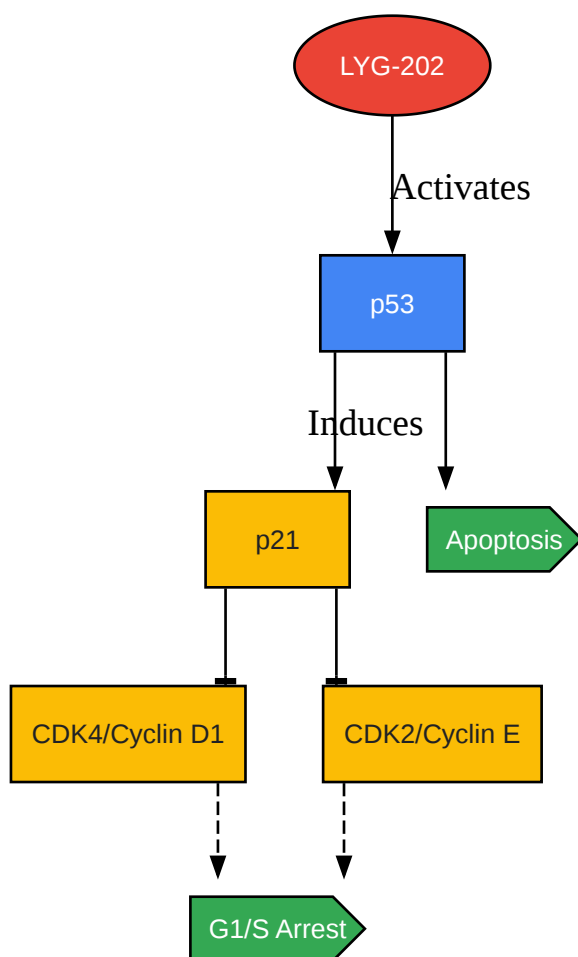 LYG-202
Activates
p53
Induces
p21
Apoptosis
CDK4/Cyclin D1
CDK2/Cyclin E
G1/S Arrest